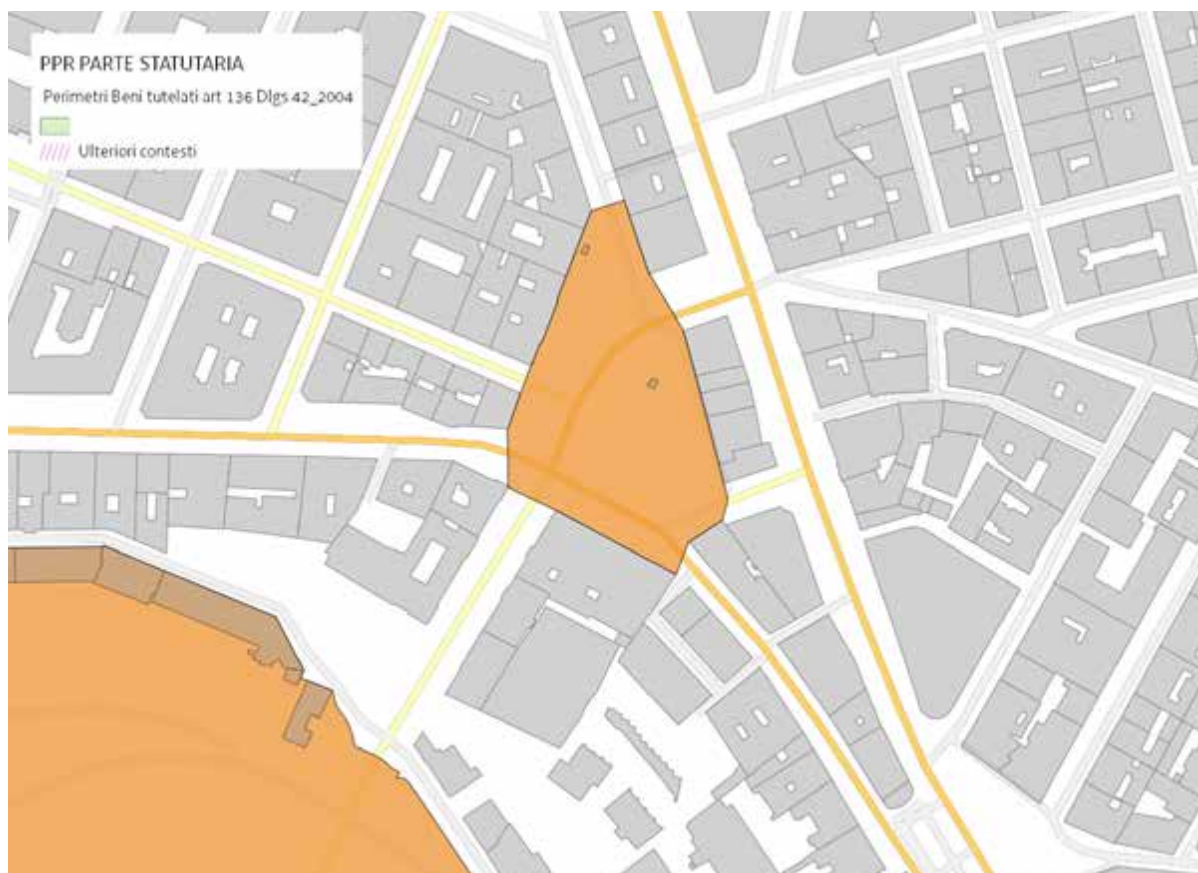 PPR PARTE STATUTARIA
Perimetri Beni tutelati art 136 Dlgs 42_2004
Ulteriori contesti